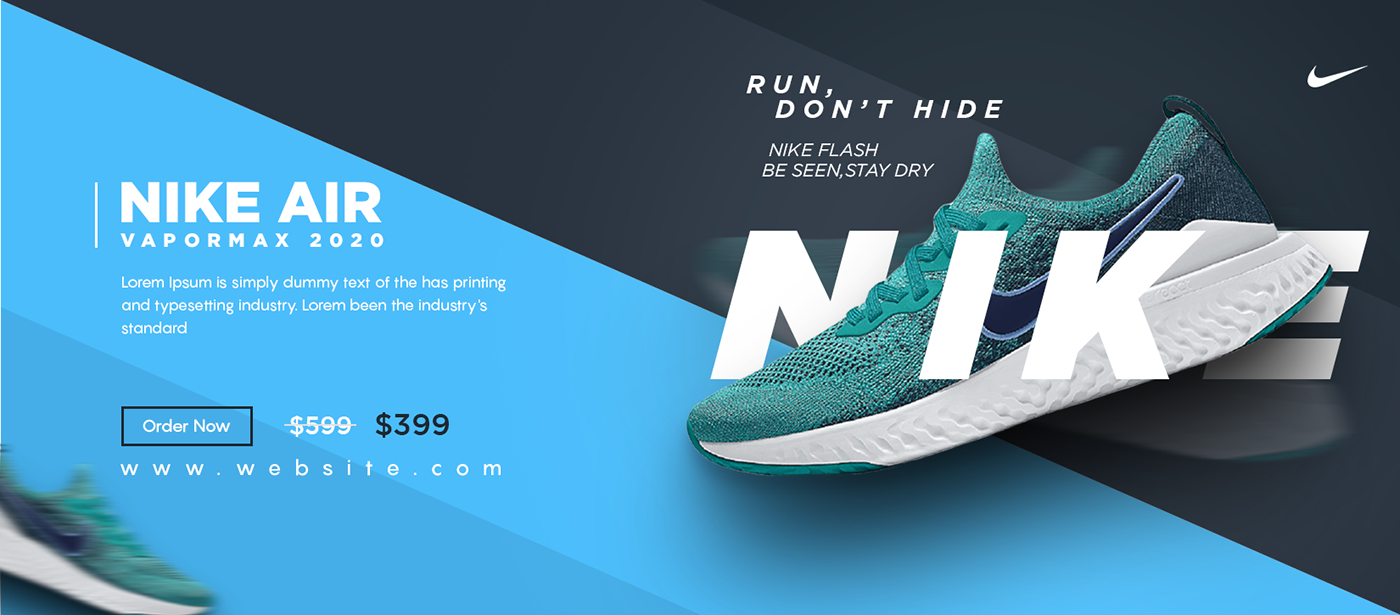 RUN,
DON'T HIDE
NIKE FLASH
BE SEEN,STAY DRY
NIKE
NIKE AIR
VAPORMAX 2020
Lorem Ipsum is simply dummy text of the has printing
and typesetting industry. Lorem been the industry's
standard
Order Now $599 $399
www.website.com